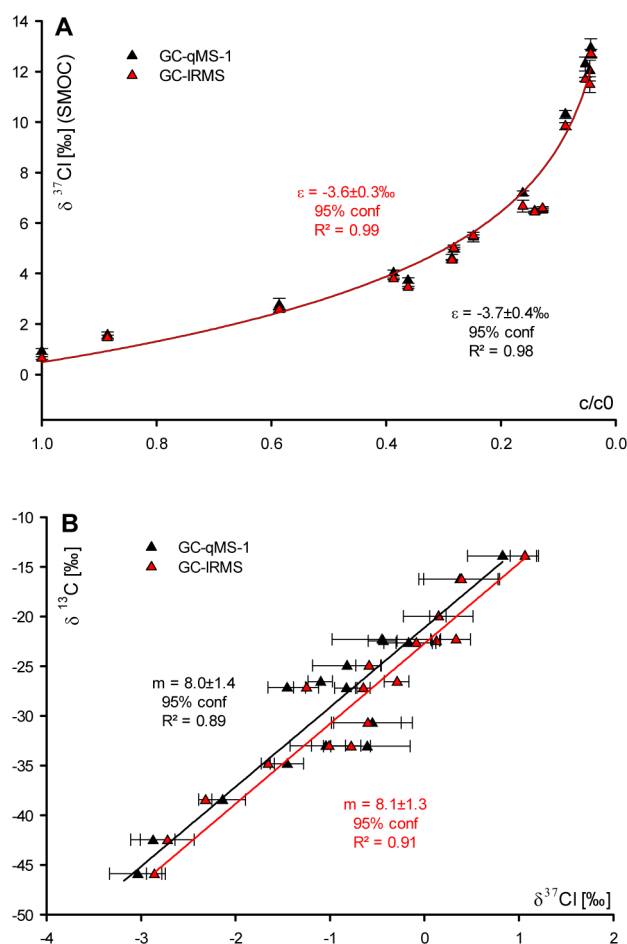 A
GC-qMS-1
GC-IRMS
δ ³⁷Cl [‰] (SMOC)
14
12
10
8
6
4
2
0
ε = -3.6±0.3‰
95% conf
R² = 0.99
ε = -3.7±0.4‰
95% conf
R² = 0.98
c/c0
1.0 0.8 0.6 0.4 0.2 0.0
B
GC-qMS-1
GC-IRMS
δ ¹³C [‰]
-10
-15
-20
-25
-30
-35
-40
-45
-50
m = 8.0±1.4
95% conf
R² = 0.89
m = 8.1±1.3
95% conf
R² = 0.91
δ³⁷Cl [‰]
-4 -3 -2 -1 0 1 2